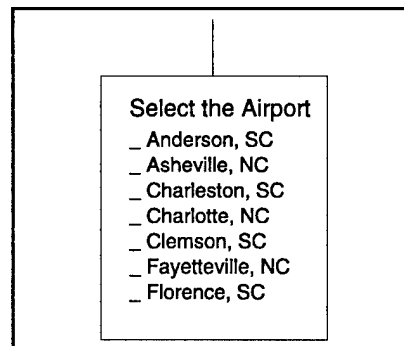 Select the Airport
_ Anderson, SC
_ Asheville, NC
_ Charleston, SC
_ Charlotte, NC
_ Clemson, SC
_ Fayetteville, NC
_ Florence, SC